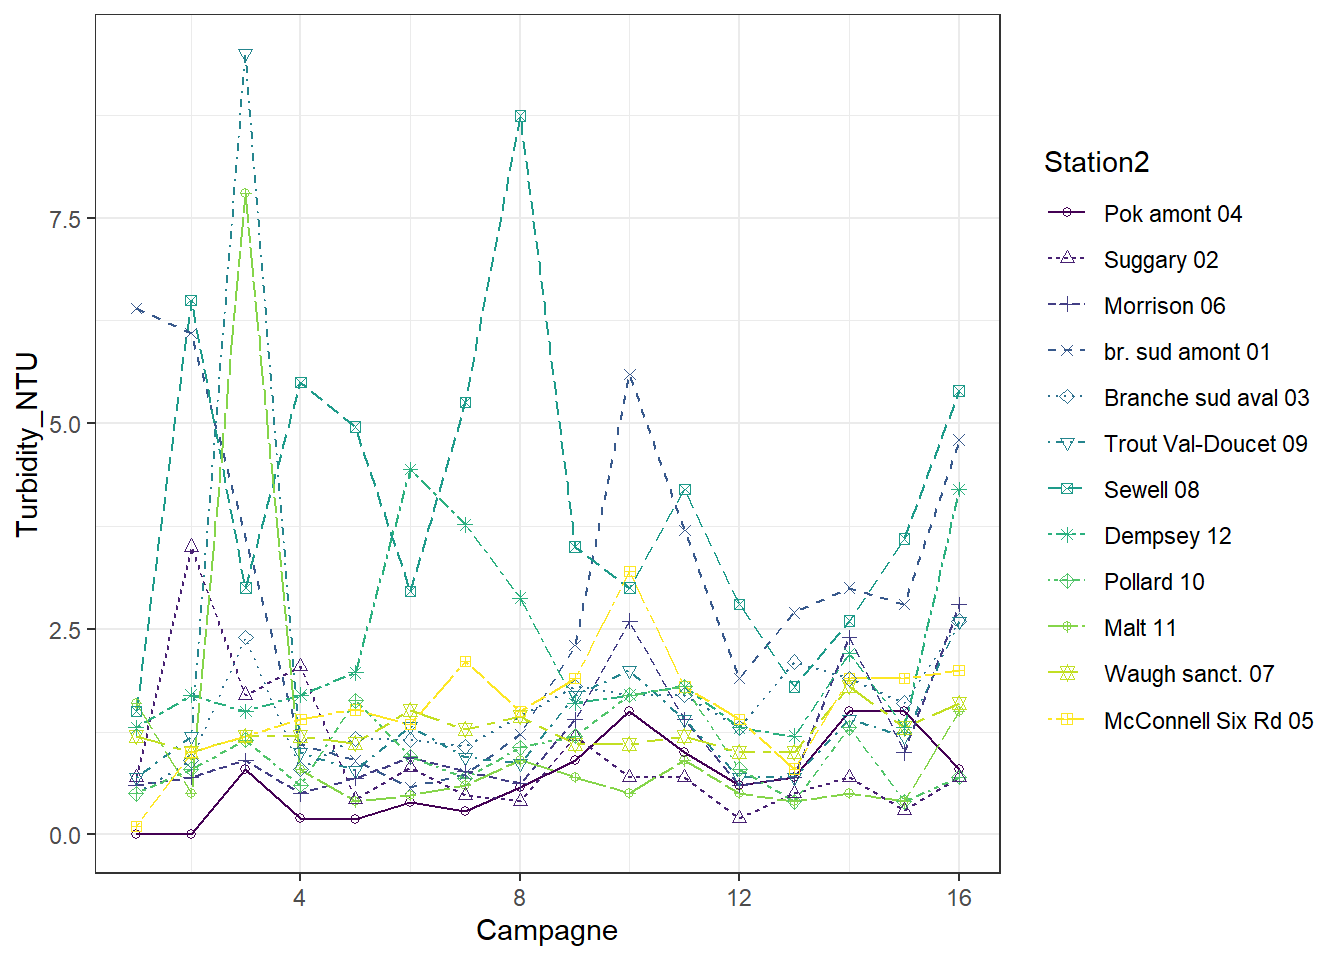 Turbidity_NTU
7.5
5.0
2.5
0.0
4
8
12
16
Campagne
Station2
Pok amont 04
Suggary 02
Morrison 06
br. sud amont 01
Branche sud aval 03
Trout Val-Doucet 09
Sewell 08
Dempsey 12
Pollard 10
Malt 11
Waugh sanct. 07
McConnell Six Rd 05